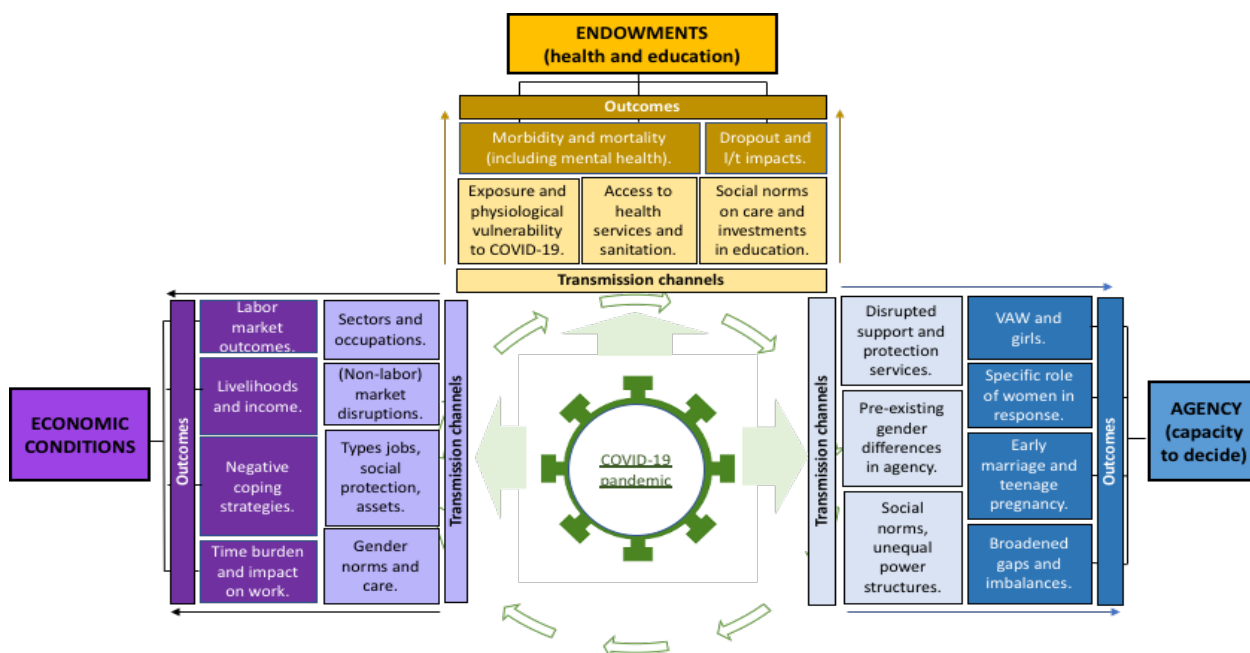 ENDOWMENTS
(health and education)
Outcomes
Morbidity and mortality
(including mental health).
Dropout and
l/t impacts.
Exposure and
physiological
vulnerability
to COVID-19.
Access to
health
services and
sanitation.
Social norms
on care and
investments
in education.
Transmission channels
ECONOMIC
CONDITIONS
Outcomes
Labor
market
outcomes.
Livelihoods
and income.
Negative
coping
strategies.
Time burden
and impact
on work.
Sectors and
occupations.
(Non-labor)
market
disruptions.
Types jobs,
social
protection,
assets.
Gender
norms and
care.
Transmission channels
COVID-19
pandemic
Transmission channels
Disrupted
support and
protection
services.
Pre-existing
gender
differences
in agency.
Social
norms,
unequal
power
structures.
VAW and
girls.
Specific role
of women in
response.
Early
marriage and
teenage
pregnancy.
Broadened
gaps and
imbalances.
Outcomes
AGENCY
(capacity
to decide)